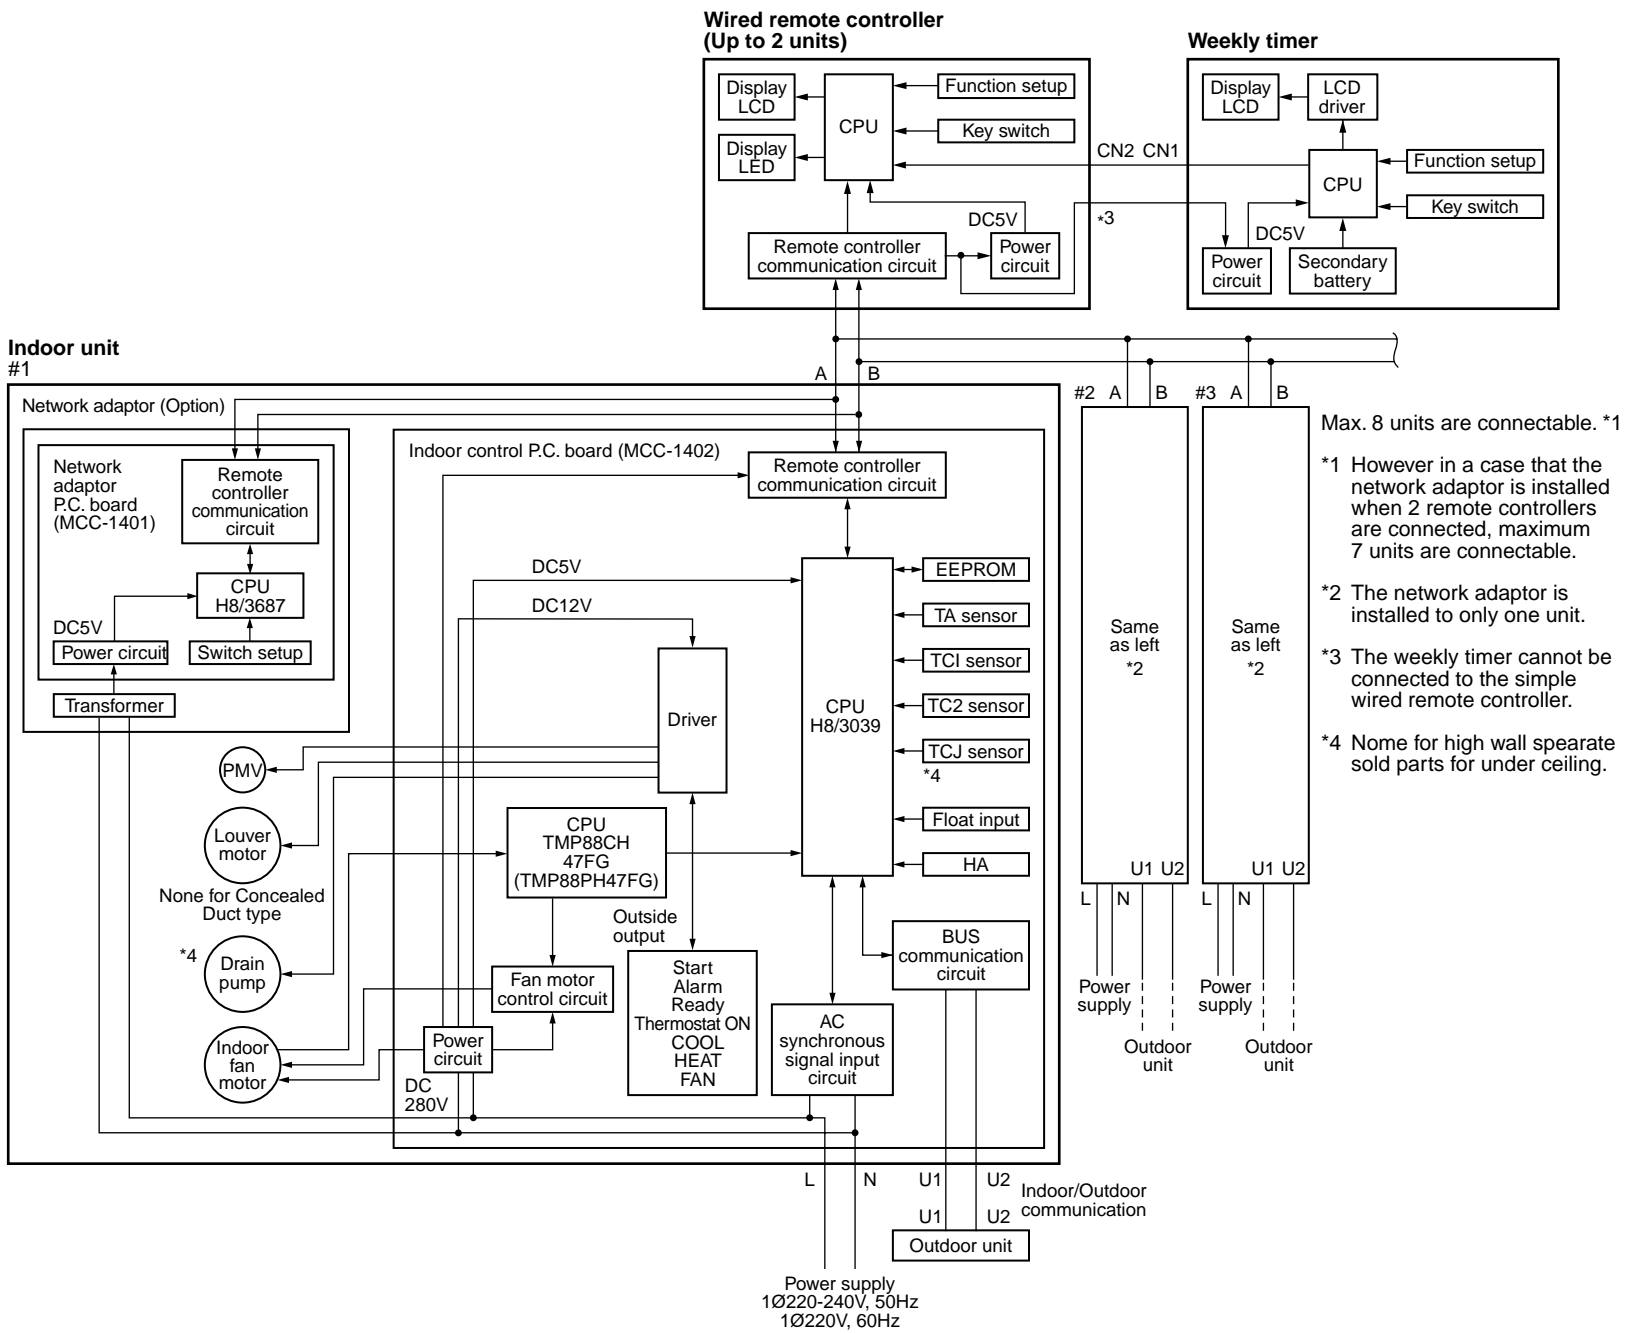 Wired remote controller
(Up to 2 units)
Weekly timer
Display
LCD
Display
LED
CPU
Function setup
Key switch
CN2 CN1
DC5V
*3
Remote controller
communication circuit
Power
circuit
Display
LCD
LCD
driver
CPU
Function setup
Key switch
DC5V
Power
circuit
Secondary
battery
Indoor unit
#1
A
B
Network adaptor (Option)
Network
adaptor
P.C. board
(MCC-1401)
Remote
controller
communication
circuit
CPU
H8/3687
DC5V
Power circuit
Switch setup
Transformer
Indoor control P.C. board (MCC-1402)
Remote controller
communication circuit
DC5V
DC12V
Driver
CPU
H8/3039
EEPROM
TA sensor
TCI sensor
TC2 sensor
TCJ sensor
*4
Float input
HA
PMV
Louver
motor
None for Concealed
Duct type
*4
Drain
pump
Indoor
fan
motor
CPU
TMP88CH
47FG
(TMP88PH47FG)
Outside
output
Fan motor
control circuit
Power
circuit
DC
280V
Start
Alarm
Ready
Thermostat ON
COOL
HEAT
FAN
AC
synchronous
signal input
circuit
BUS
communication
circuit
L
N
U1
U2
Indoor/Outdoor
communication
U1
U2
Outdoor unit
Power supply
1Ø220-240V, 50Hz
1Ø220V, 60Hz
#2 A B
Same
as left
*2
U1 U2
L N
Power
supply
Outdoor
unit
#3 A B
Same
as left
*2
U1 U2
L N
Power
supply
Outdoor
unit
Max. 8 units are connectable. *1
*1 However in a case that the
network adaptor is installed
when 2 remote controllers
are connected, maximum
7 units are connectable.
*2 The network adaptor is
installed to only one unit.
*3 The weekly timer cannot be
connected to the simple
wired remote controller.
*4 Nome for high wall spearate
sold parts for under ceiling.